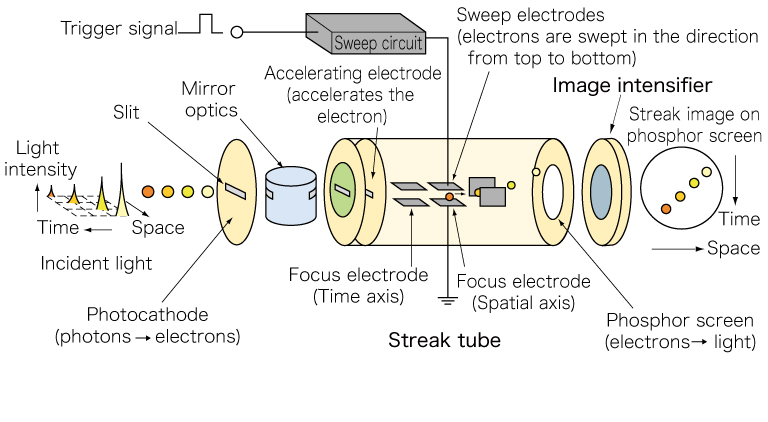 Trigger signal
Sweep circuit
Sweep electrodes
(electrons are swept in the direction
from top to bottom)
Accelerating electrode
(accelerates the
electron)
Image intensifier
Mirror
optics
Slit
Streak image on
phosphor screen
Light
intensity
Time
Space
Incident light
Time
Space
Focus electrode
(Time axis)
Focus electrode
(Spatial axis)
Photocathode
(photons → electrons)
Phosphor screen
(electrons→ light)
Streak tube